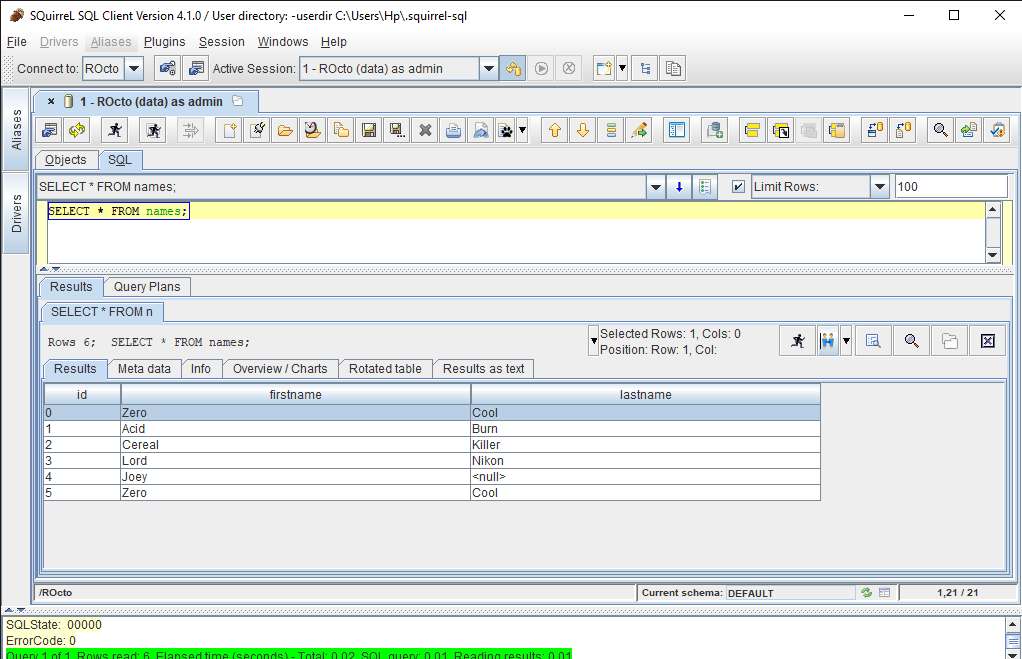 SQuirreL SQL Client Version 4.1.0 / User directory: -userdir C:\Users\Hp\.squirrel-sql
File Drivers Aliases Plugins Session Windows Help
Connect to: ROcto Active Session: 1 - ROcto (data) as admin
Aliases
Drivers
1 - ROcto (data) as admin
Objects SQL
SELECT * FROM names; Limit Rows: 100
SELECT * FROM names;
Results Query Plans
SELECT * FROM n
Rows 6; SELECT * FROM names;
Selected Rows: 1, Cols: 0
Position: Row: 1, Col:
Results Meta data Info Overview / Charts Rotated table Results as text
id firstname lastname
0 Zero Cool
1 Acid Burn
2 Cereal Killer
3 Lord Nikon
4 Joey <null>
5 Zero Cool
/ROcto Current schema: DEFAULT 1,21 / 21
SQLState: 00000
ErrorCode: 0
Query 1 of 1, Rows read: 6, Elapsed time (seconds) - Total: 0.02, SQL query: 0.01, Reading results: 0.01